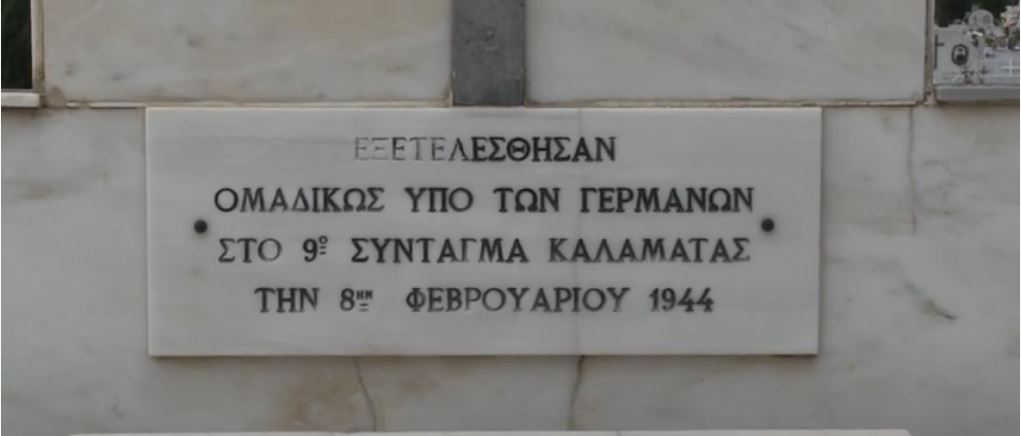 ΕΞΕΤΕΛΕΣΘΗΣΑΝ
ΟΜΑΔΙΚΩΣ ΥΠΟ ΤΩΝ ΓΕΡΜΑΝΩΝ
ΣΤΟ 9º ΣΥΝΤΑΓΜΑ ΚΑΛΑΜΑΤΑΣ
ΤΗΝ 8ΗΝ ΦΕΒΡΟΥΑΡΙΟΥ 1944